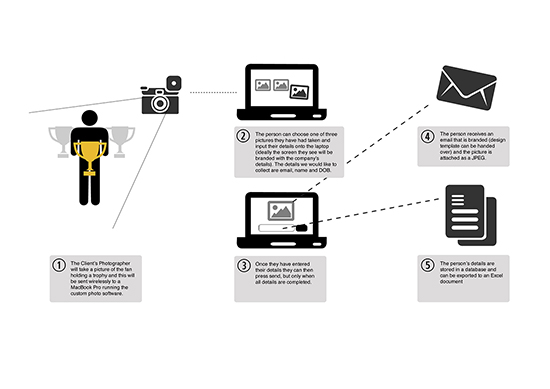 1
The Client's Photographer
will take a picture of the fan
holding a trophy and this will
be sent wirelessly to a
MacBook Pro running the
custom photo software.
2
The person can choose one of three
pictures they have had taken and
input their details onto the laptop
(ideally the screen they see will be
branded with the company's
details). The details we would like to
collect are email, name and DOB.
3
Once they have entered
their details they can then
press send, but only when
all details are completed.
4
The person receives an
email that is branded (design
template can be handed
over) and the picture is
attached as a JPEG.
5
The person's details are
stored in a database and
can be exported to an Excel
document